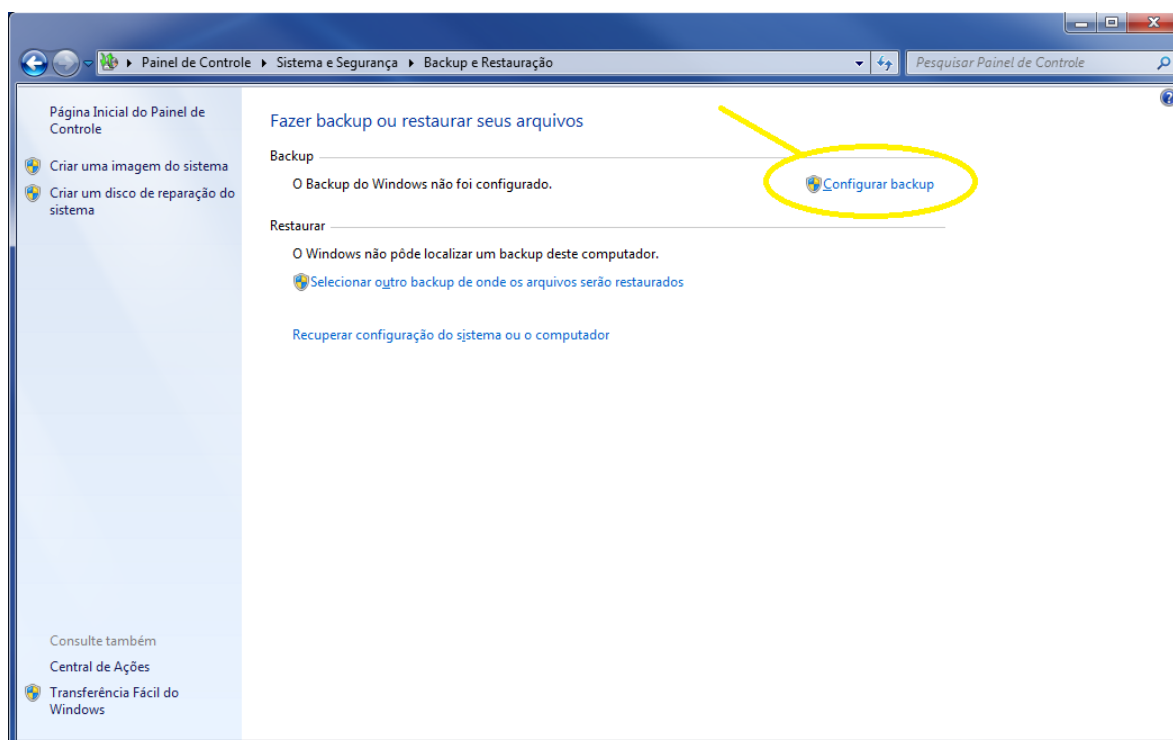 Painel de Controle ▸ Sistema e Segurança ▸ Backup e Restauração
Pesquisar Painel de Controle
Página Inicial do Painel de
Controle
Criar uma imagem do sistema
Criar um disco de reparação do
sistema
Fazer backup ou restaurar seus arquivos
Backup
O Backup do Windows não foi configurado.
Configurar backup
Restaurar
O Windows não pôde localizar um backup deste computador.
Selecionar outro backup de onde os arquivos serão restaurados
Recuperar configuração do sistema ou o computador
Consulte também
Central de Ações
Transferência Fácil do
Windows